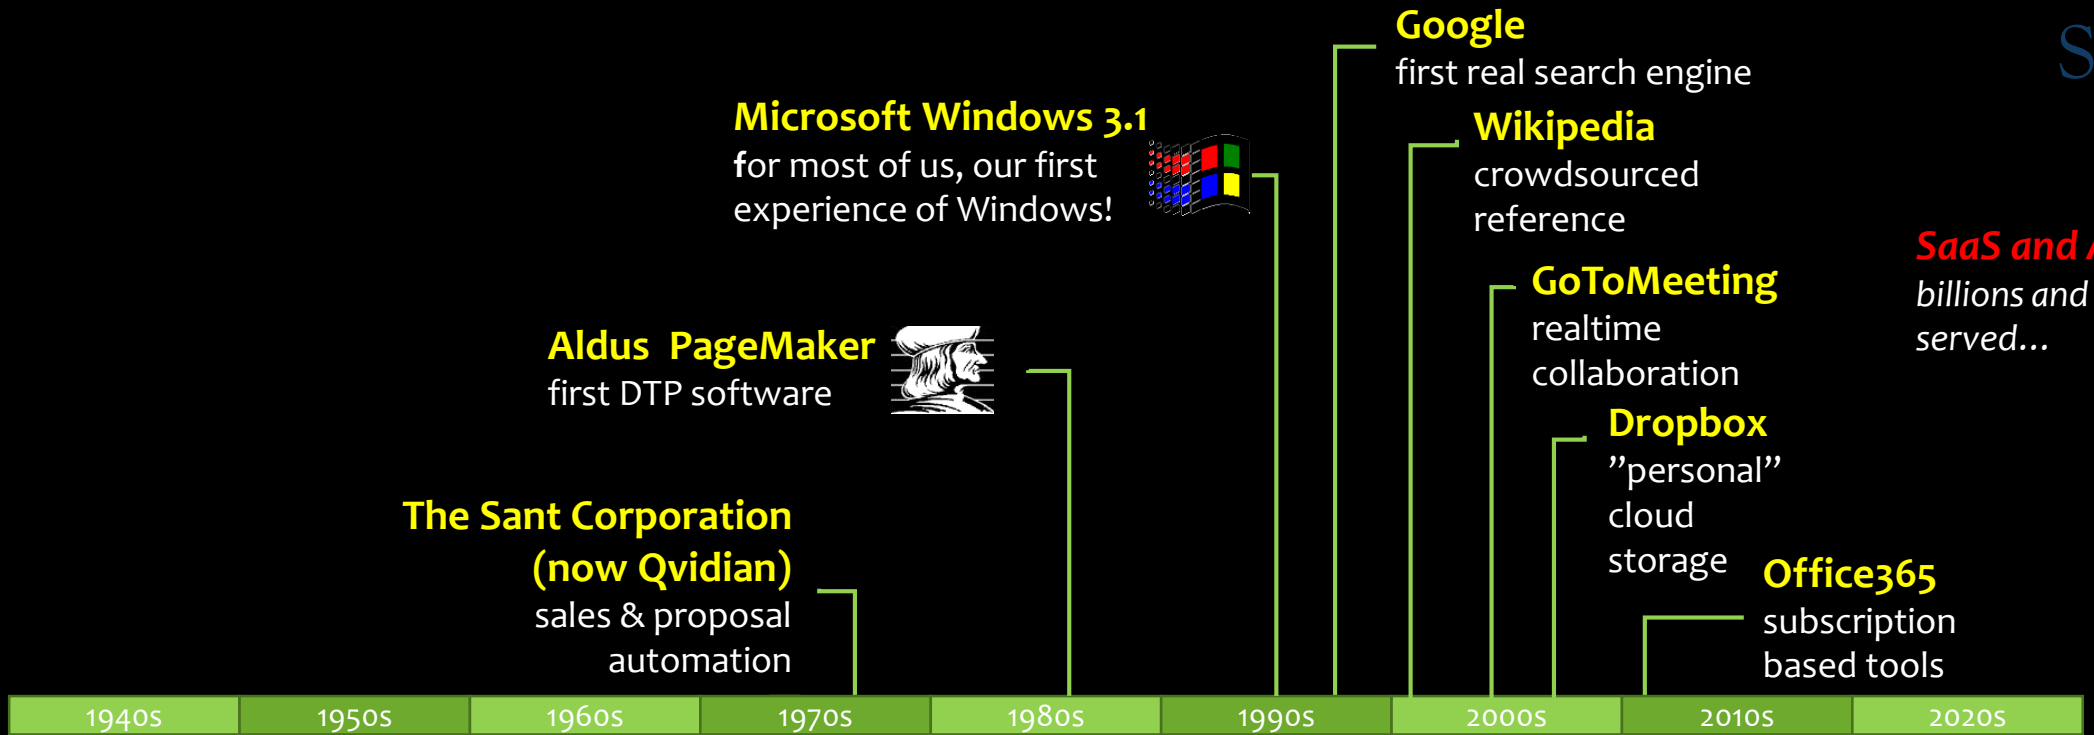 Google
first real search engine
Microsoft Windows 3.1
for most of us, our first
experience of Windows!
Wikipedia
crowdsourced
reference
SaaS and
billions and
served...
GoToMeeting
realtime
collaboration
Aldus PageMaker
first DTP software
Dropbox
”personal”
cloud
storage
The Sant Corporation
(now Qvidian)
sales & proposal
automation
Office365
subscription
based tools
1940s
1950s
1960s
1970s
1980s
1990s
2000s
2010s
2020s